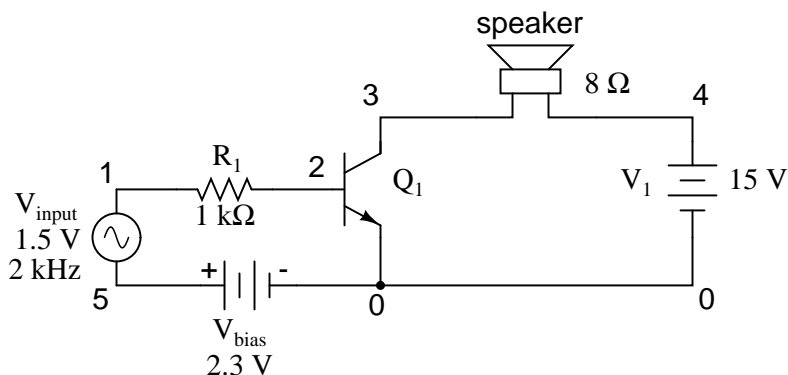 speaker
8 Ω
3
4
R1
1
2
Q1
V1
15 V
1 kΩ
Vinput
1.5 V
2 kHz
5
+
-
0
0
Vbias
2.3 V